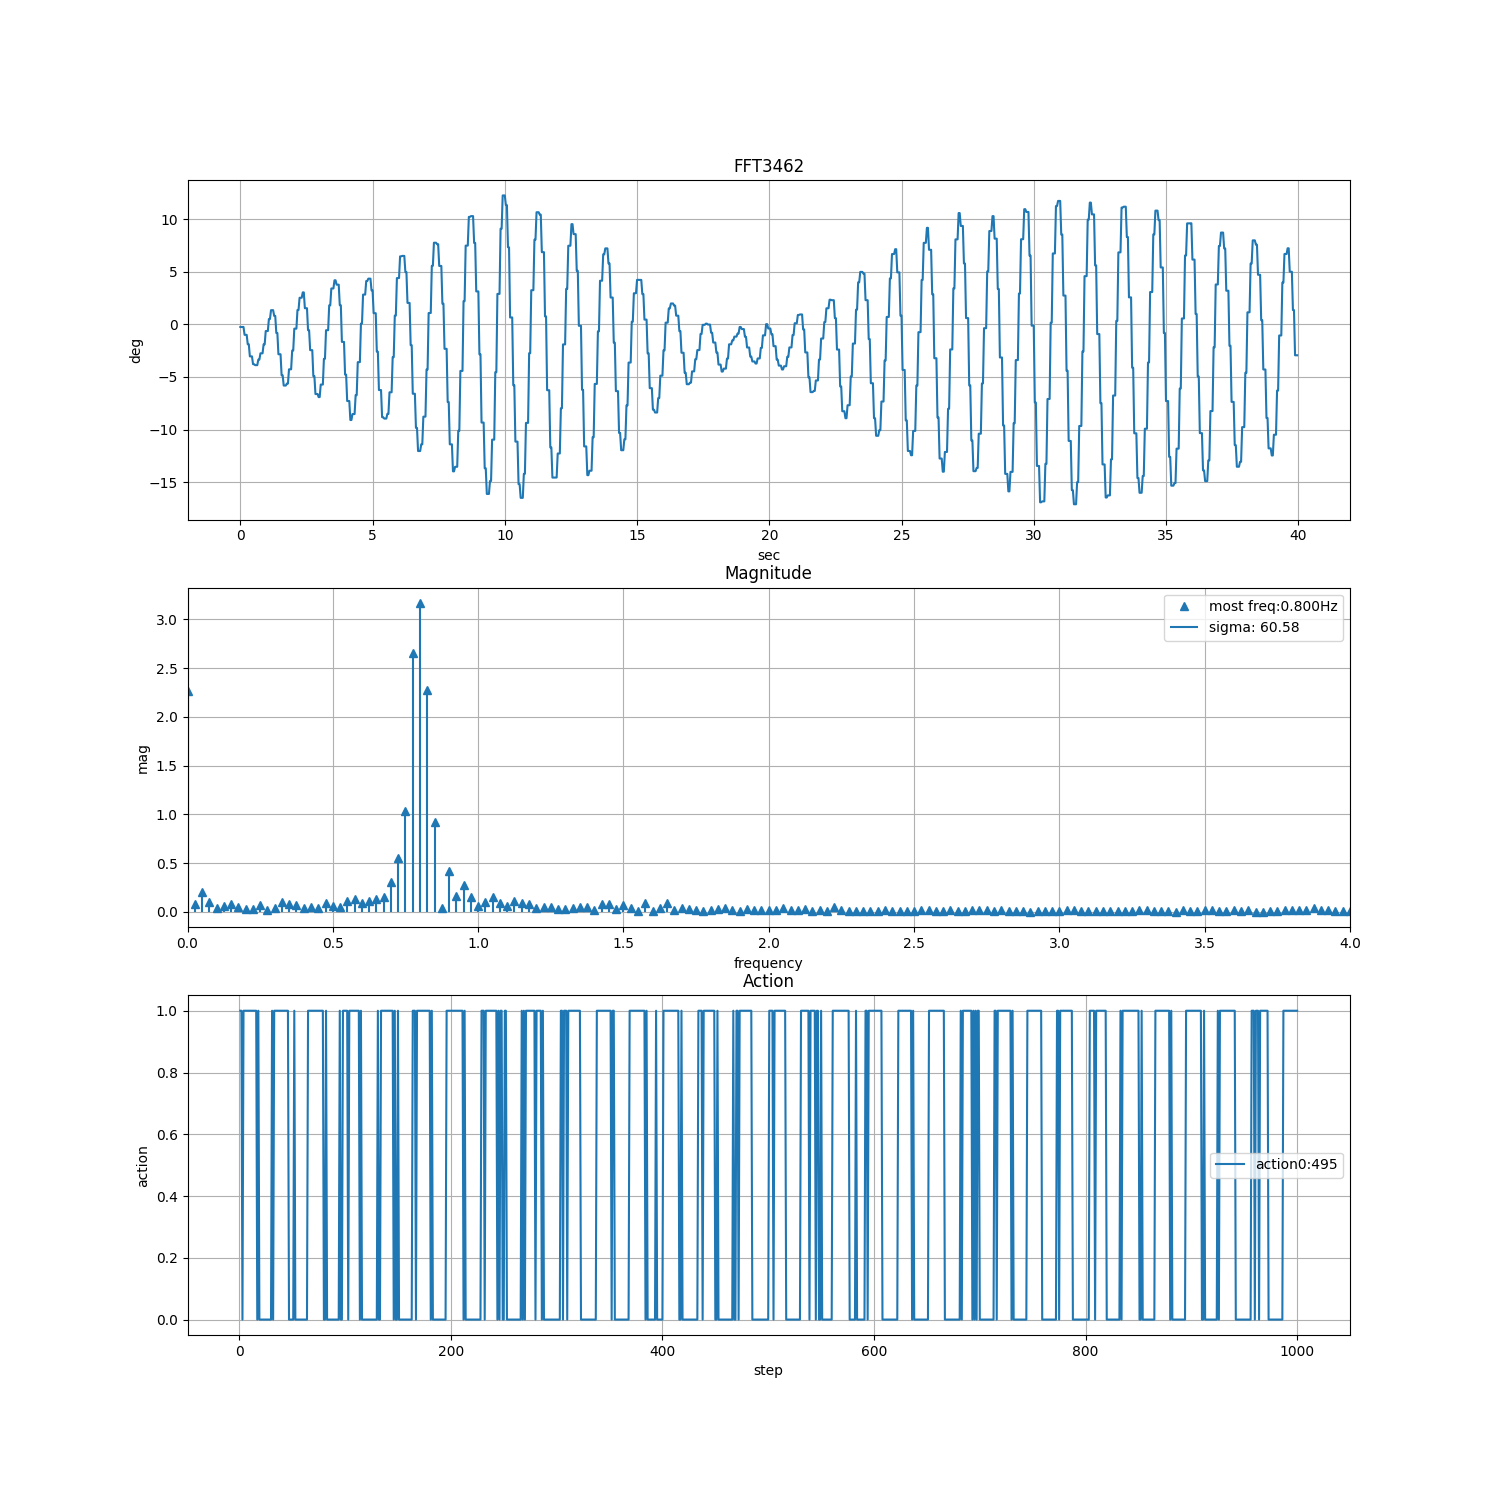 FFT3462
10
5
0
−5
−10
−15
deg
0 5 10 15 20 25 30 35 40
sec
Magnitude
3.0
2.5
2.0
1.5
1.0
0.5
0.0
mag
most freq:0.800Hz
sigma: 60.58
0.0 0.5 1.0 1.5 2.0 2.5 3.0 3.5 4.0
frequency
Action
1.0
0.8
0.6
0.4
0.2
0.0
action
action0:495
0 200 400 600 800 1000
step